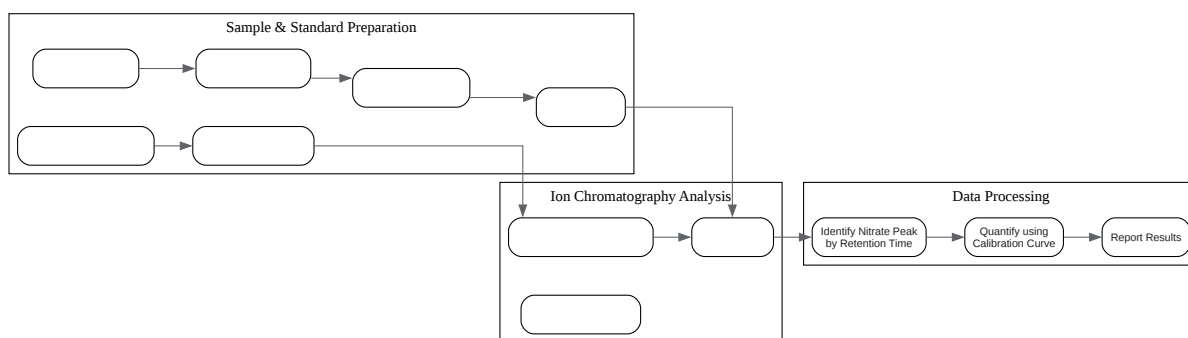 Sample & Standard Preparation
Ion Chromatography Analysis
Data Processing
Identify Nitrate Peak
by Retention Time
Quantify using
Calibration Curve
Report Results